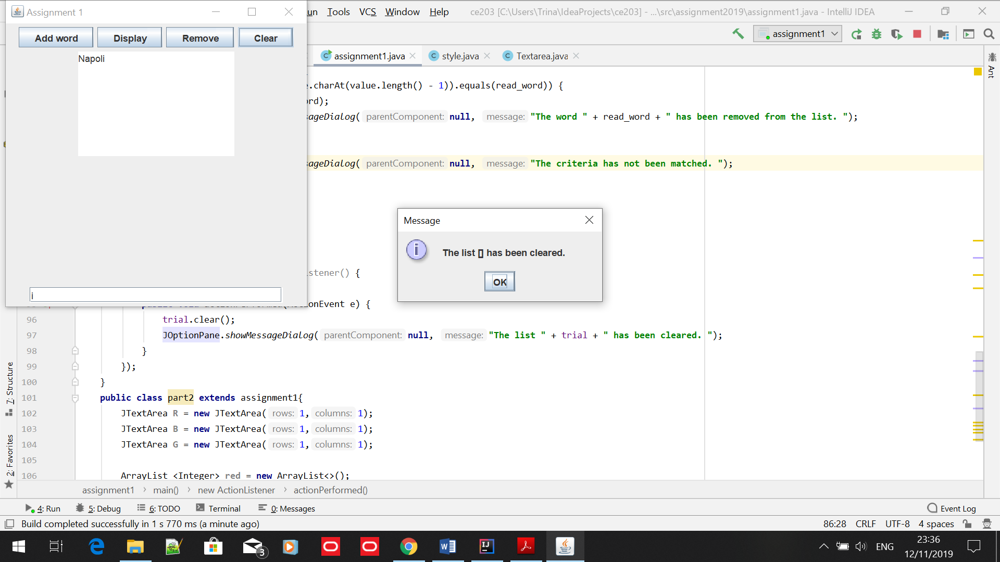 Assignment 1
Add word Display Remove Clear
Napoli
i
Tools VCS Window Help ce203 [C:\Users\Trina\IdeaProjects\ce203] - ...\src\assignment2019\assignment1.java - IntelliJ IDEA
assignment1
assignment1.java style.java Textarea.java
Ant
.charAt(value.length() - 1)).equals(read_word)) {
ord);
sageDialog( parentComponent: null, message: "The word " + read_word + " has been removed from the list. ");
sageDialog( parentComponent: null, message: "The criteria has not been matched. ");
Message
The list [] has been cleared.
OK
istener() {
onEvent e) {
96 trial.clear();
97 JOptionPane.showMessageDialog( parentComponent: null, message: "The list " + trial + " has been cleared. ");
98 }
99 });
100 }
101 public class part2 extends assignment1{
102 JTextArea R = new JTextArea( rows: 1, columns: 1);
103 JTextArea B = new JTextArea( rows: 1, columns: 1);
104 JTextArea G = new JTextArea( rows: 1, columns: 1);
105
106 ArrayList <Integer> red = new ArrayList<>();
7: Structure
2: Favorites
assignment1 › main() › new ActionListener › actionPerformed()
4: Run 5: Debug 6: TODO Terminal 0: Messages Event Log
Build completed successfully in 1 s 770 ms (a minute ago) 86:28 CRLF UTF-8 4 spaces
3
ENG
23:36
12/11/2019